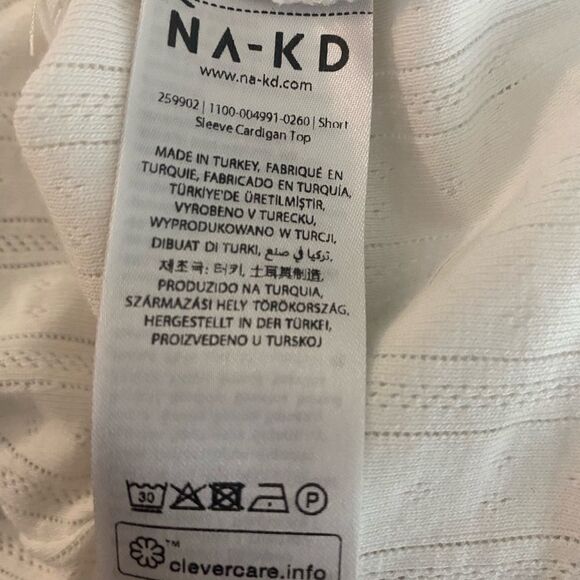 NA-KD
www.na-kd.com
259902 | 1100-004991-0260 | Short
Sleeve Cardigan Top
MADE IN TURKEY, FABRIQUÉ EN
TURQUIE, FABRICADO EN TURQUÍA,
TÜRKİYE'DE ÜRETİLMİŞTİR,
VYROBENO V TURECKU,
WYPRODUKOWANO W TURCJI,
DIBUAT DI TURKI, تركيا في صنع,
제조국: 터키, 土耳其制造,
PRODUZIDO NA TURQUIA,
SZÁRMAZÁSI HELY TÖRÖKORSZÁG,
HERGESTELLT IN DER TÜRKEI,
PROIZVEDENO U TURSKOJ
30 P
TM
clevercare.info